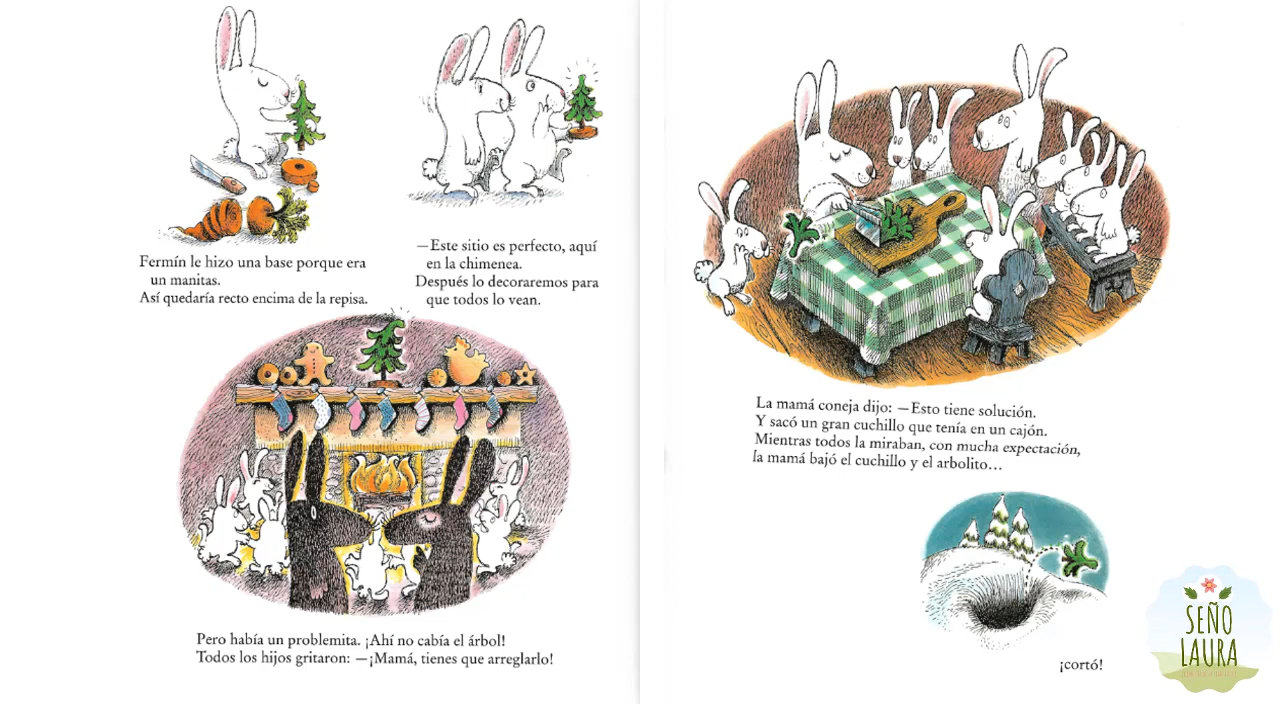 Fermín le hizo una base porque era
un manitas.
Así quedaría recto encima de la repisa.
—Este sitio es perfecto, aquí
en la chimenea.
Después lo decoraremos para
que todos lo vean.
Pero había un problemita. ¡Ahí no cabía el árbol!
Todos los hijos gritaron: —¡Mamá, tienes que arreglarlo!
La mamá coneja dijo: —Esto tiene solución.
Y sacó un gran cuchillo que tenía en un cajón.
Mientras todos la miraban, con mucha expectación,
la mamá bajó el cuchillo y el arbolito...
¡cortó!
SEÑO
LAURA